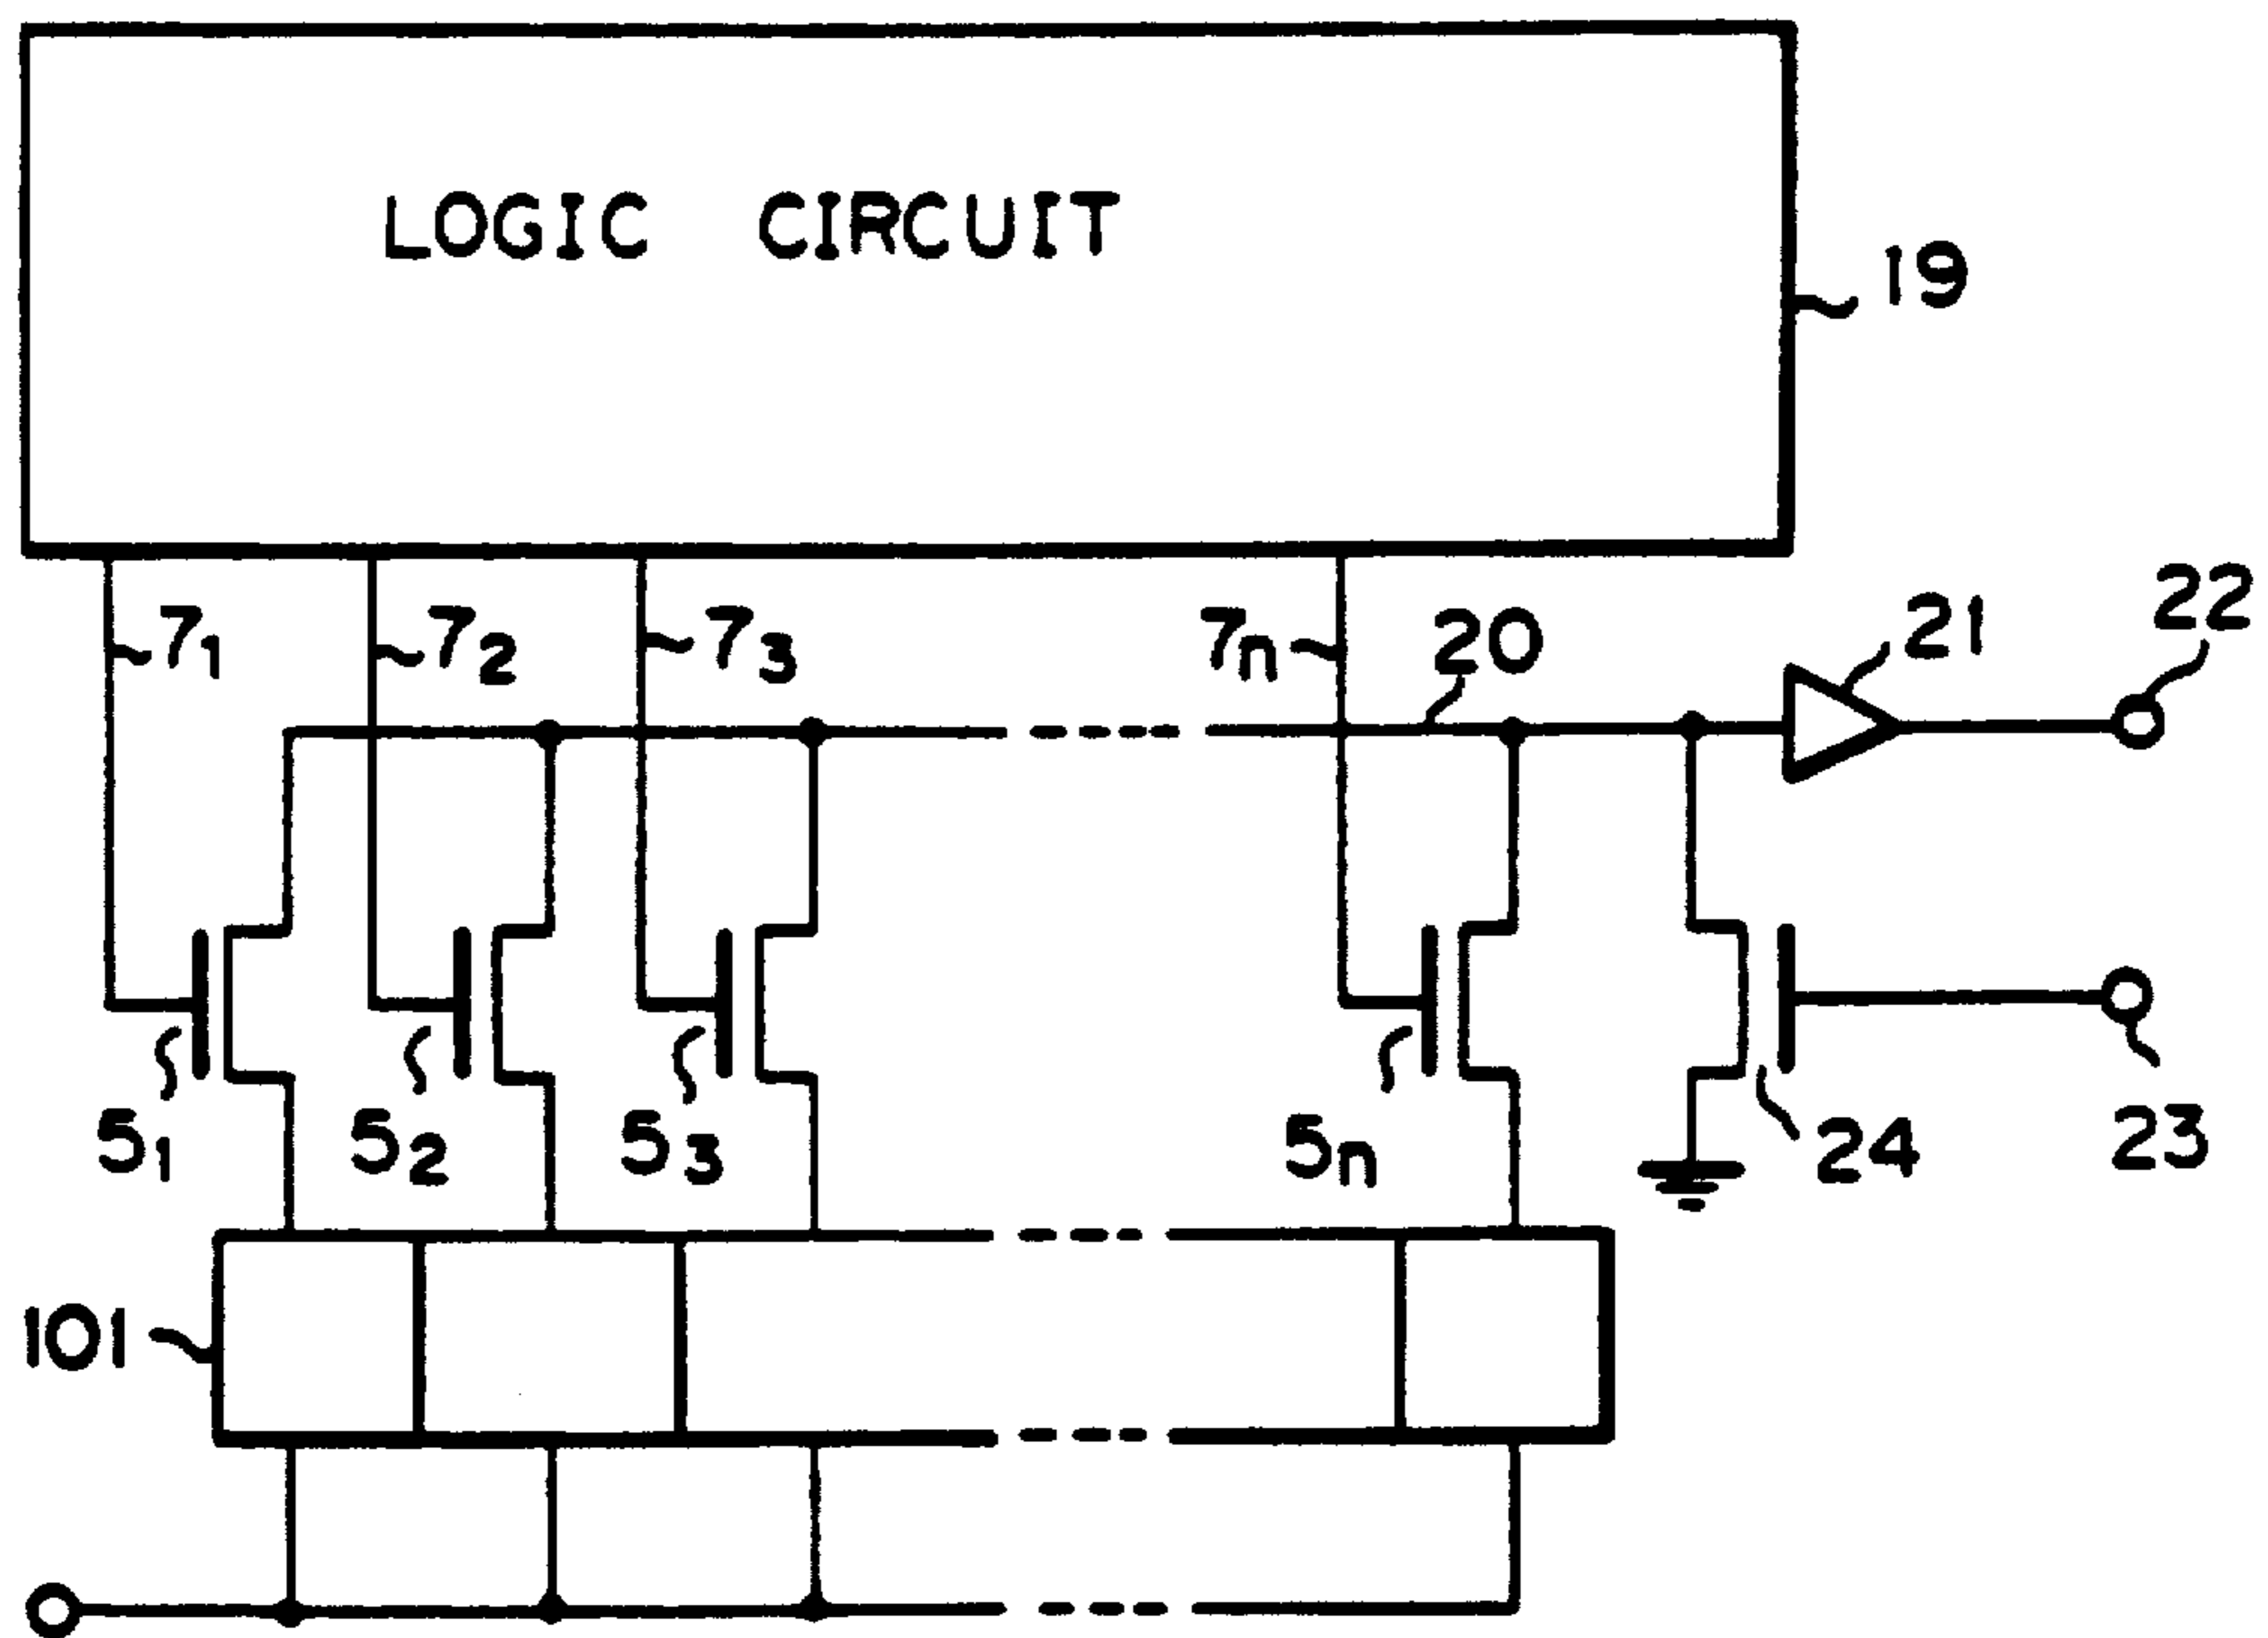 LOGIC CIRCUIT
19
7₁ 7₂ 7₃ 7n 20 21 22
5₁ 5₂ 5₃ 5n 24 23
101